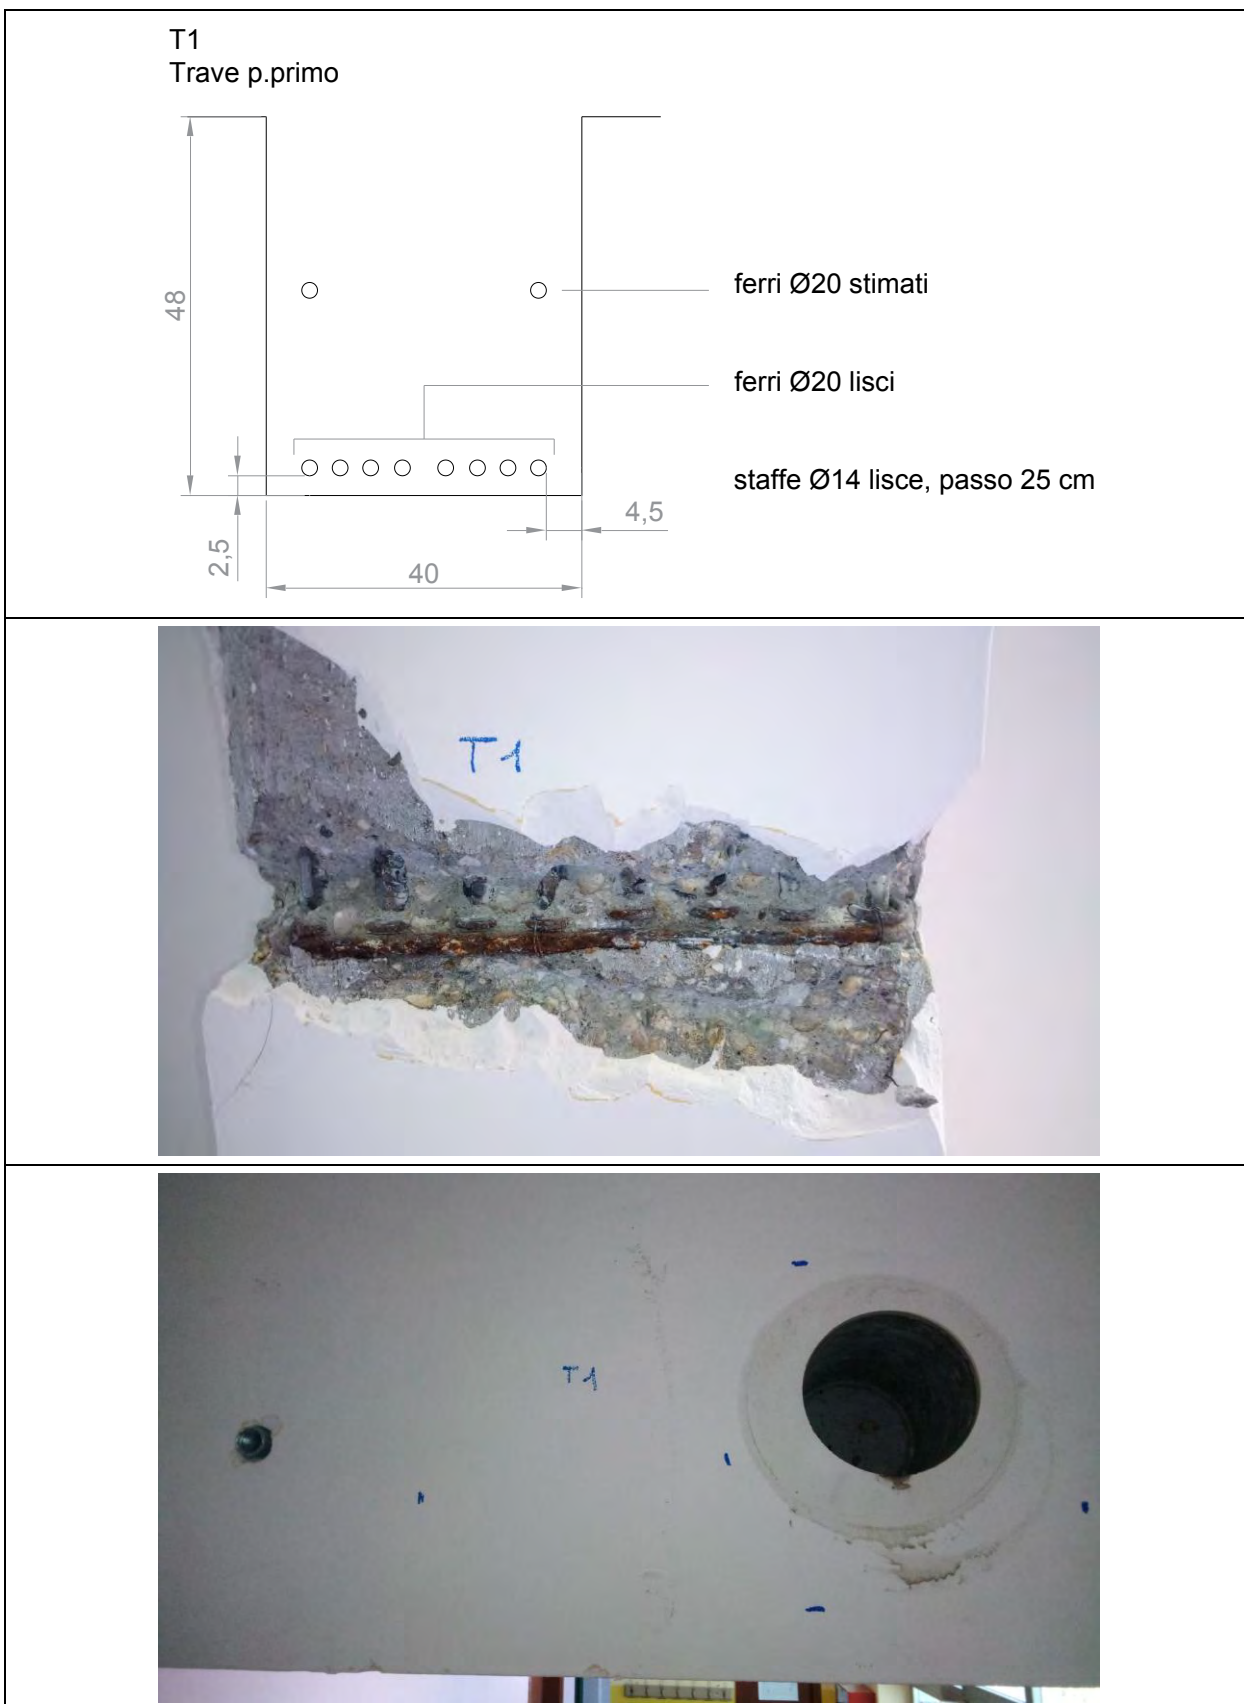 T1
Trave p.primo
48
ferri Ø20 stimati
ferri Ø20 lisci
staffe Ø14 lisce, passo 25 cm
4,5
2,5
40
T1
T1